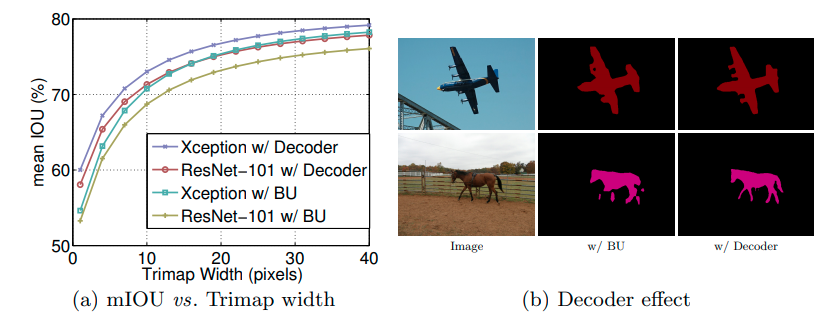 80
70
60
50
mean IOU (%)
Xception w/ Decoder
ResNet-101 w/ Decoder
Xception w/ BU
ResNet-101 w/ BU
0 10 20 30 40
Trimap Width (pixels)
(a) mIOU vs. Trimap width
Image w/ BU w/ Decoder
(b) Decoder effect